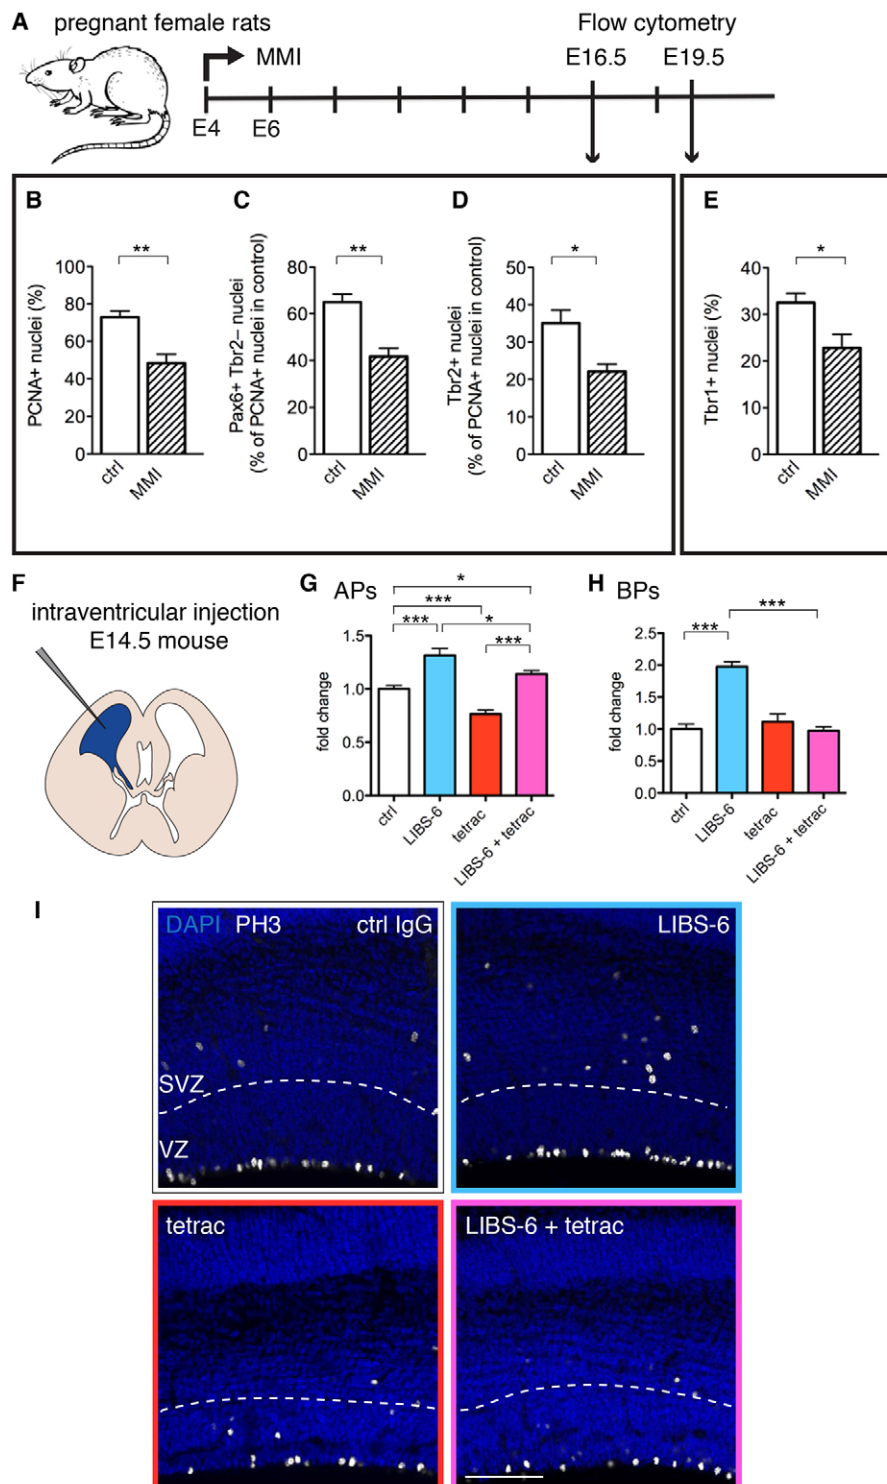 A pregnant female rats
Flow cytometry
MMI
E16.5 E19.5
E4 E6
B
**
PCNA+ nuclei (%)
100
80
60
40
20
0
ctrl
MMI
C
**
Pax6+ Tbr2– nuclei
(% of PCNA+ nuclei in control)
80
60
40
20
0
ctrl
MMI
D
*
Tbr2+ nuclei
(% of PCNA+ nuclei in control)
50
40
30
20
10
0
ctrl
MMI
E
*
Tbr1+ nuclei (%)
40
30
20
10
0
ctrl
MMI
F
intraventricular injection
E14.5 mouse
G APs
*
***
*** *
***
fold change
1.5
1.0
0.5
0.0
ctrl
LIBS-6
tetrac
LIBS-6 + tetrac
H BPs
***
***
fold change
2.5
2.0
1.5
1.0
0.5
0.0
ctrl
LIBS-6
tetrac
LIBS-6 + tetrac
I
DAPI PH3 ctrl IgG
SVZ
VZ
LIBS-6
tetrac
LIBS-6 + tetrac